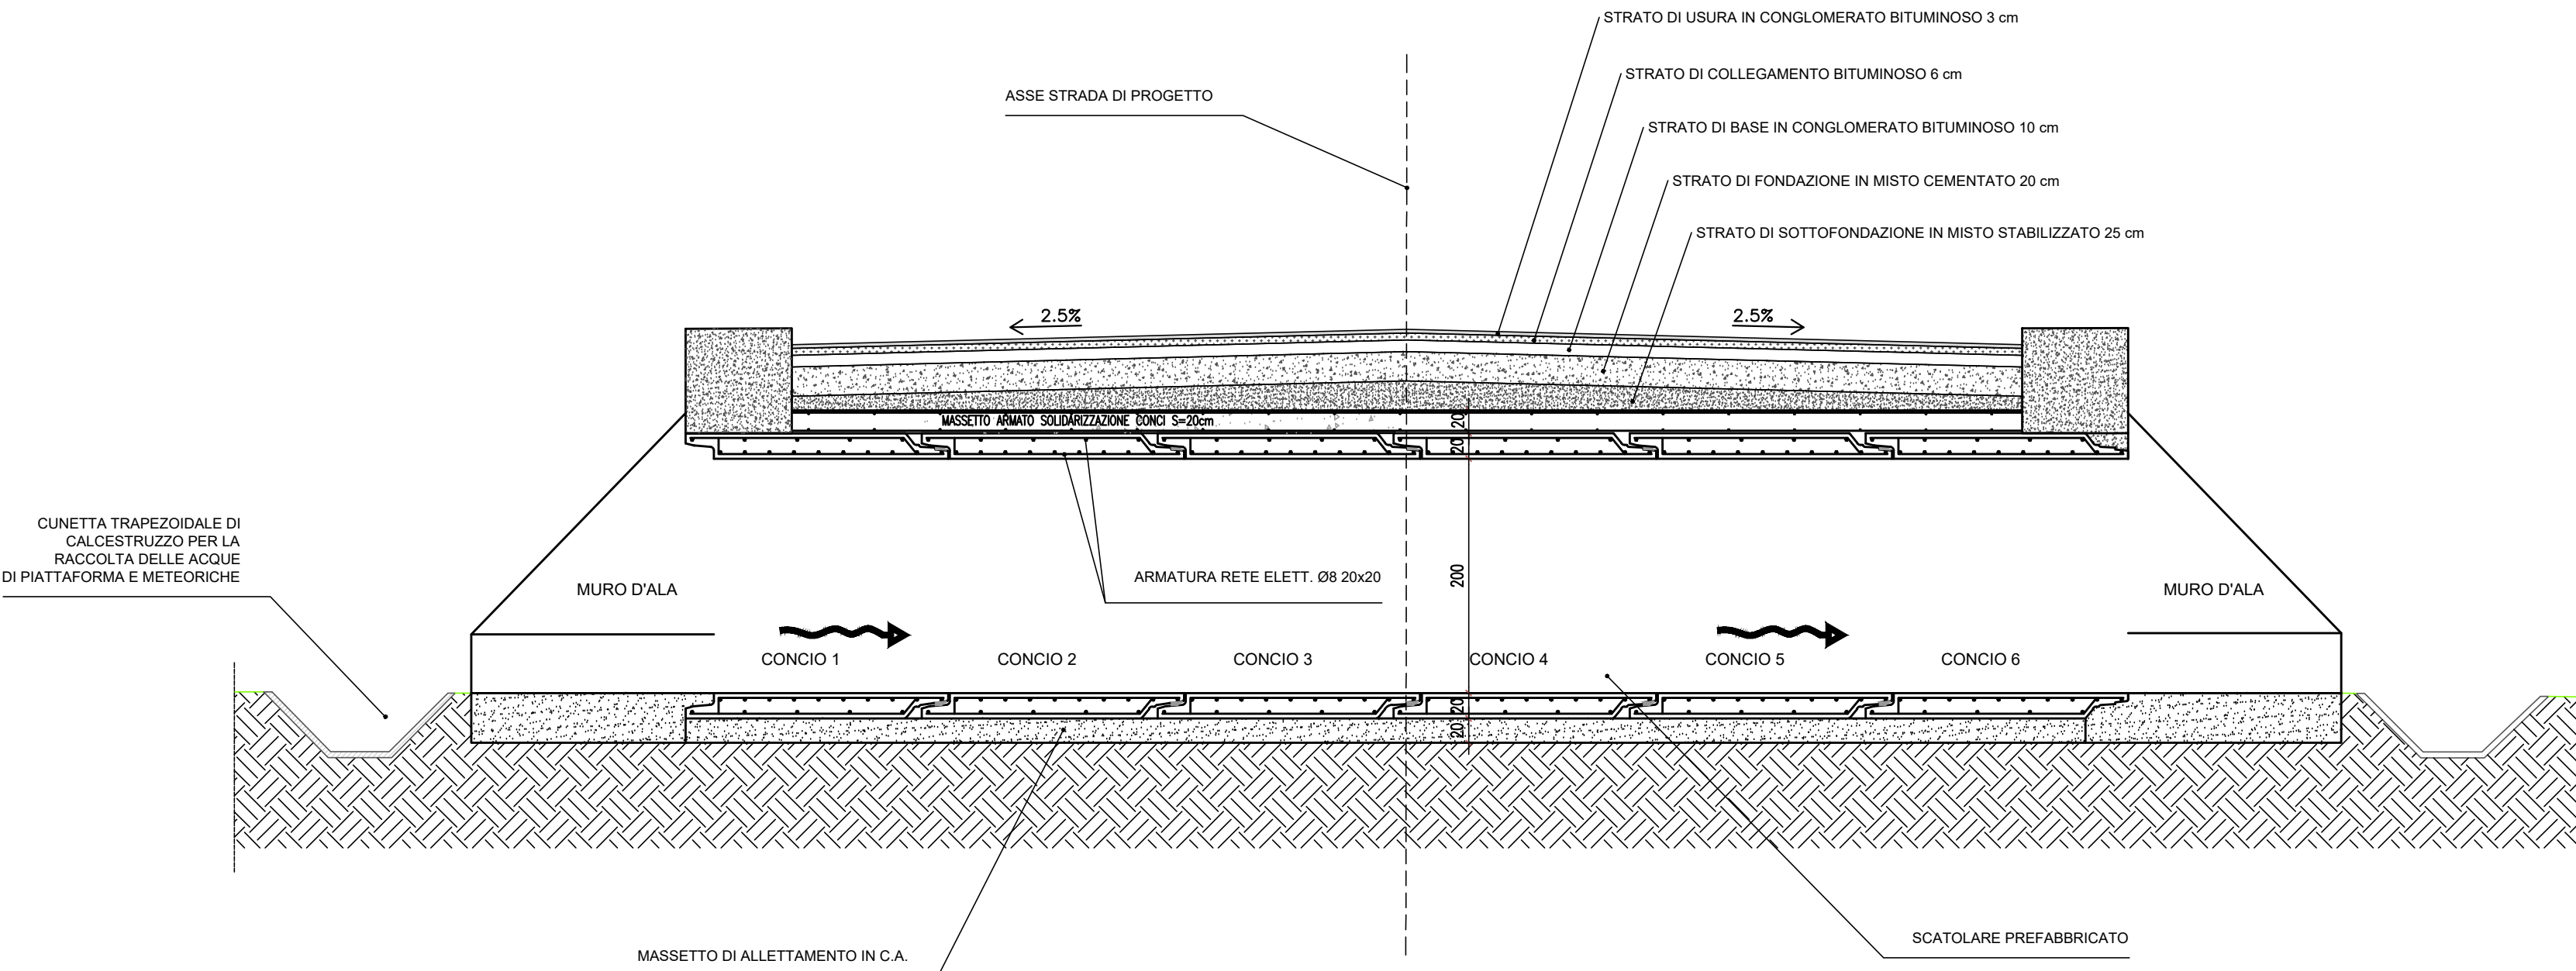 STRATO DI USURA IN CONGLOMERATO BITUMINOSO 3 cm
STRATO DI COLLEGAMENTO BITUMINOSO 6 cm
ASSE STRADA DI PROGETTO
STRATO DI BASE IN CONGLOMERATO BITUMINOSO 10 cm
STRATO DI FONDAZIONE IN MISTO CEMENTATO 20 cm
STRATO DI SOTTOFONDAZIONE IN MISTO STABILIZZATO 25 cm
2.5%
2.5%
MASSETTO ARMATO SOLIDARIZZAZIONE CONCI S=20cm
20
20
CUNETTA TRAPEZOIDALE DI
CALCESTRUZZO PER LA
RACCOLTA DELLE ACQUE
DI PIATTAFORMA E METEORICHE
MURO D'ALA
ARMATURA RETE ELETT. Ø8 20x20
200
MURO D'ALA
CONCIO 1
CONCIO 2
CONCIO 3
CONCIO 4
CONCIO 5
CONCIO 6
20
20
MASSETTO DI ALLETTAMENTO IN C.A.
SCATOLARE PREFABBRICATO